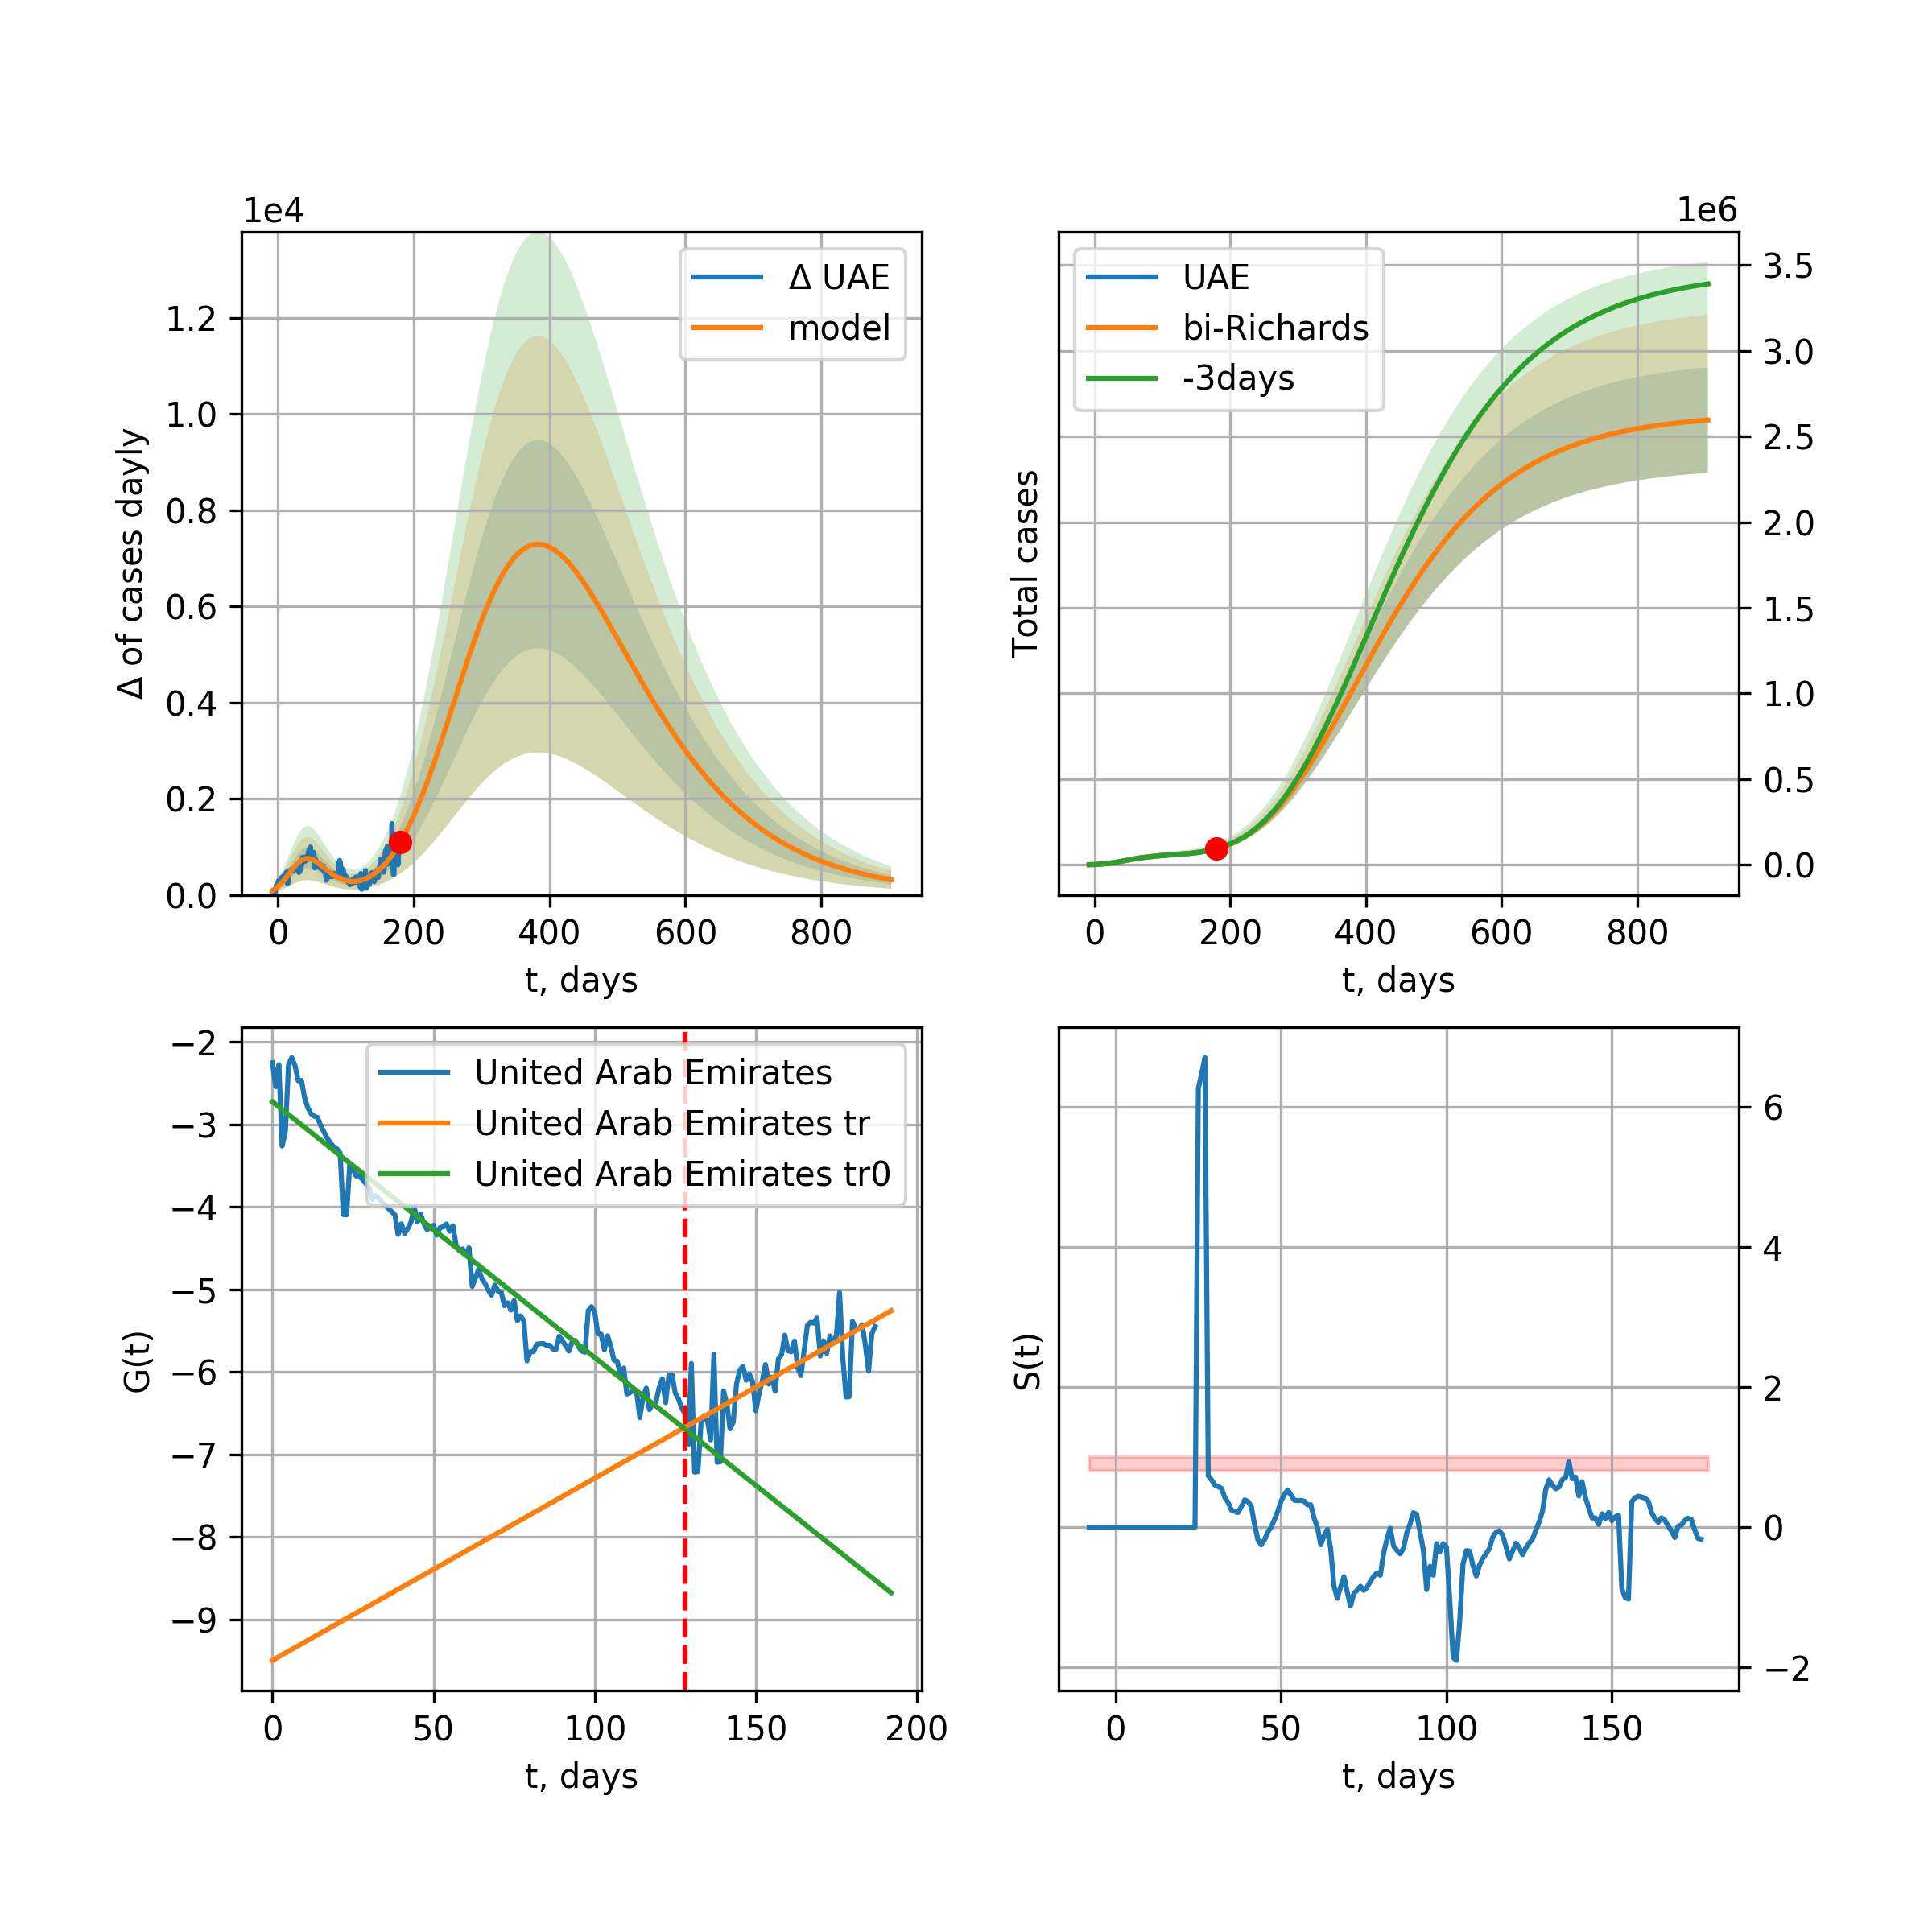 1e4
Δ of cases dayly
1.2
1.0
0.8
0.6
0.4
0.2
0.0
0 200 400 600 800
t, days
Δ UAE
model
1e6
Total cases
3.5
3.0
2.5
2.0
1.5
1.0
0.5
0.0
0 200 400 600 800
t, days
UAE
bi-Richards
-3days
G(t)
−2
−3
−4
−5
−6
−7
−8
−9
0 50 100 150 200
t, days
United Arab Emirates
United Arab Emirates tr
United Arab Emirates tr0
S(t)
6
4
2
0
−2
0 50 100 150
t, days